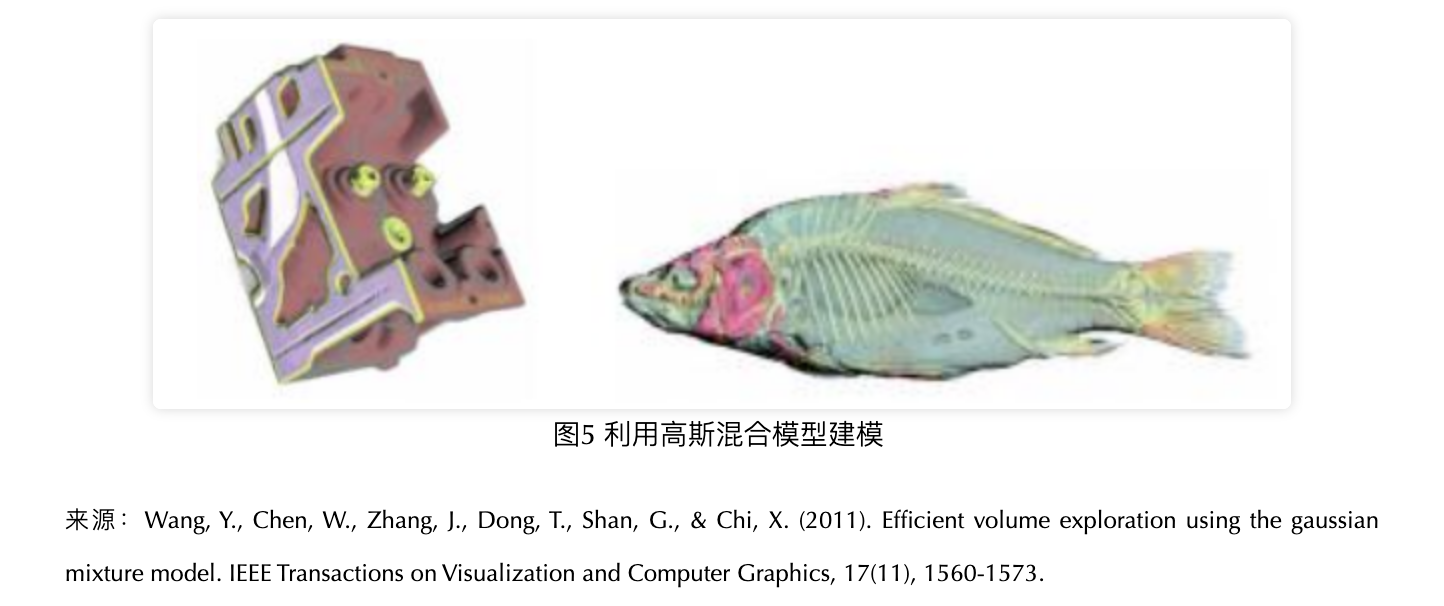 图5 利用高斯混合模型建模
来源： Wang, Y., Chen, W., Zhang, J., Dong, T., Shan, G., & Chi, X. (2011). Efficient volume exploration using the gaussian
mixture model. IEEE Transactions on Visualization and Computer Graphics, 17(11), 1560-1573.